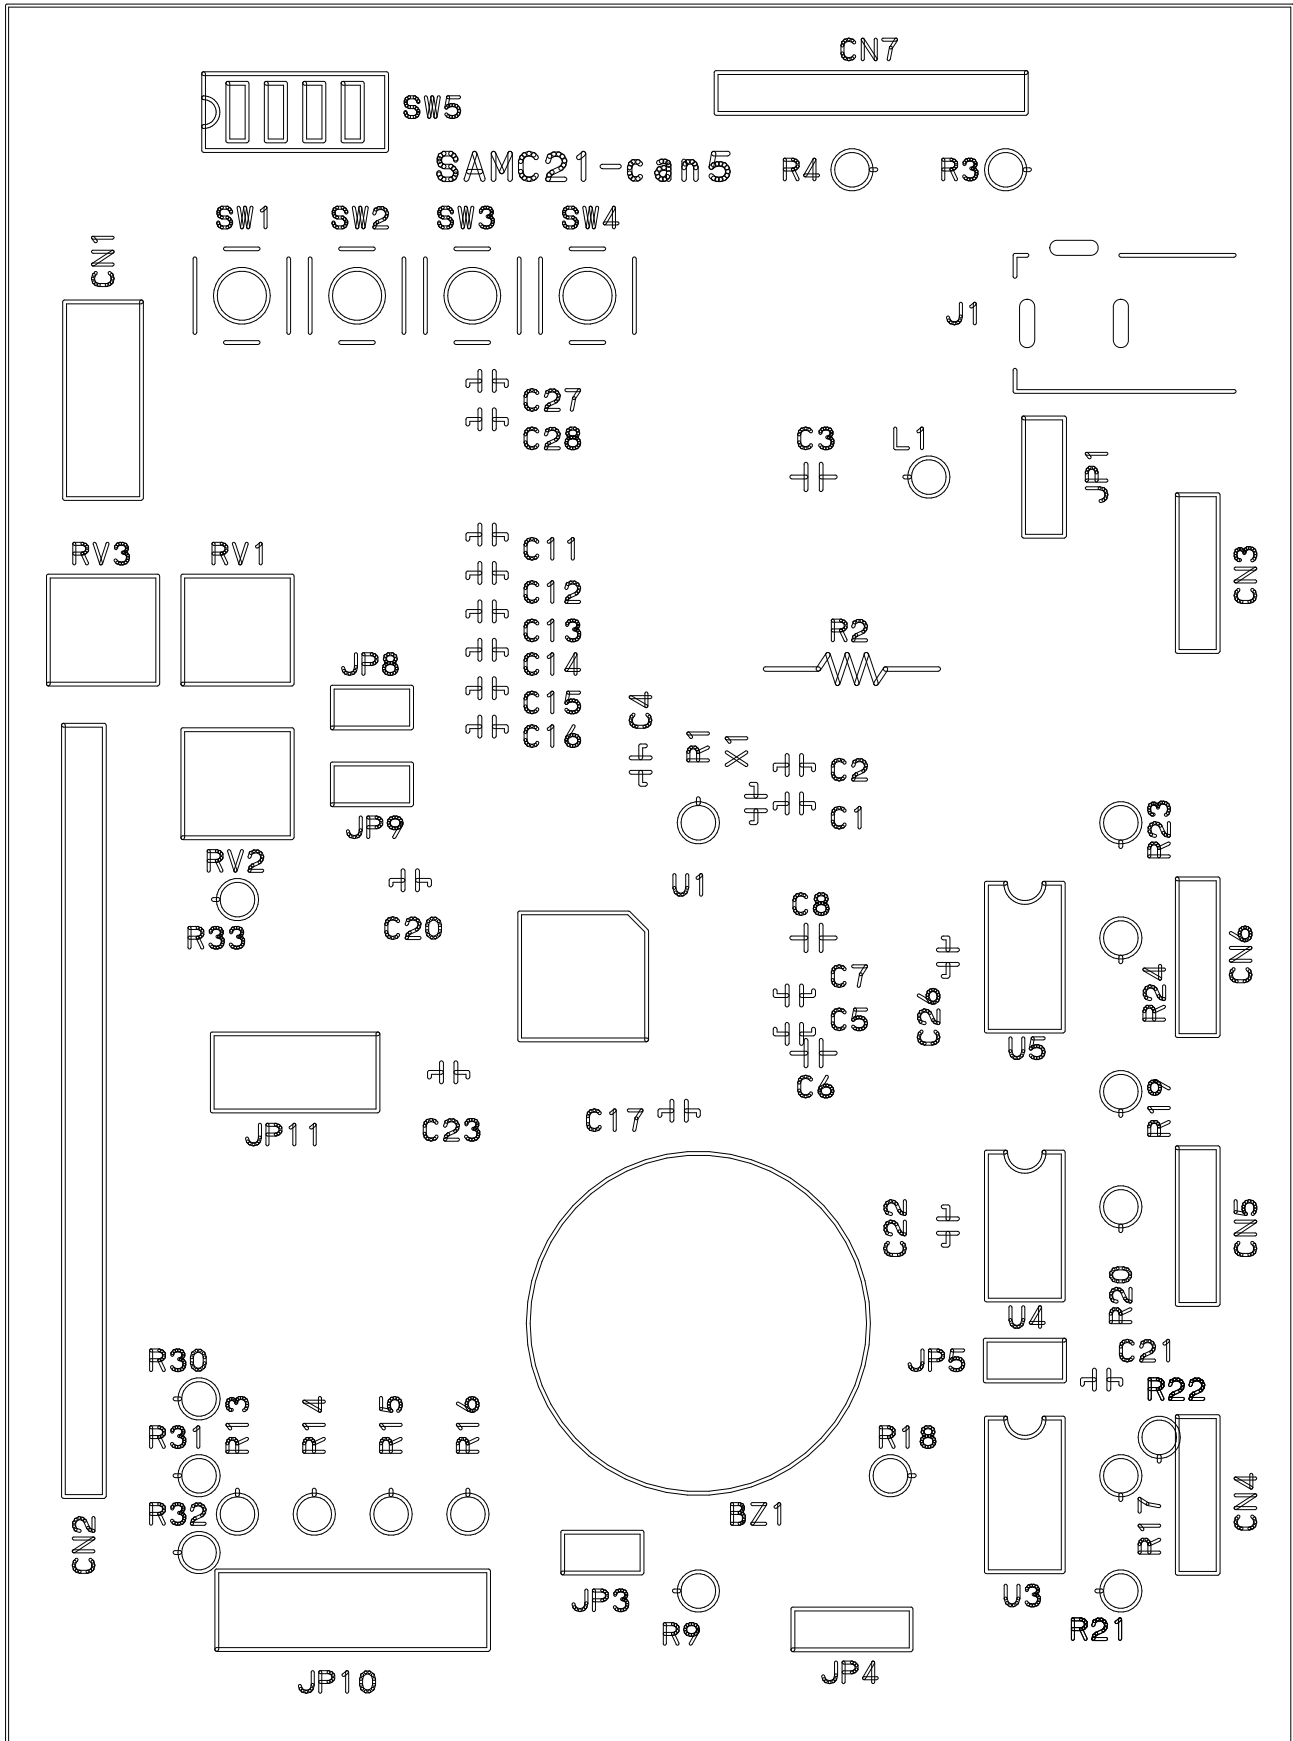 CN7
SW5
SAMC21-can5
R4
R3
SW1
SW2
SW3
SW4
CN1
J1
C27
C28
C3
L1
JP1
RV3
RV1
C11
CN3
C12
C13
R2
C14
JP8
C15
C4
C16
R1
X1
C2
C1
JP9
R23
RV2
U1
C8
C20
R33
CN6
C7
R24
C26
C5
U5
C6
R19
C17
C23
JP11
C22
CN5
R20
U4
C21
JP5
R30
R22
R13
R14
R15
R16
R31
R18
R32
BZ1
CN4
R17
CN2
JP3
U3
R9
R21
JP4
JP10